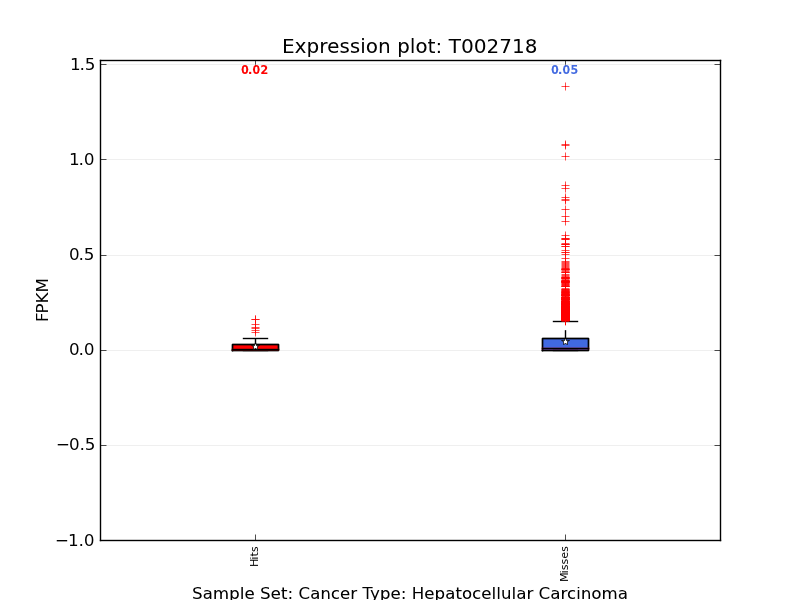 Expression plot: T002718
1.5
0.02
0.05
1.0
0.5
FPKM
0.0
−0.5
−1.0
Hits
Misses
Sample Set: Cancer Type: Hepatocellular Carcinoma